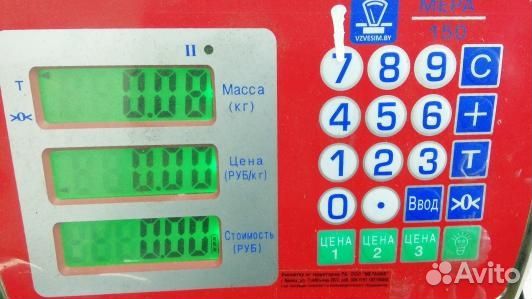 МЕРА
150
VZVESIM.BY
II
T
>0<
0.08
Масса
(кг)
0.00
Цена
(РУБ/кг)
0.00
Стоимость
(РУБ)
7 8 9 C
4 5 6 +
1 2 3 T
0 • Ввод >0<
ЦЕНА 1 ЦЕНА 2 ЦЕНА 3
Avito